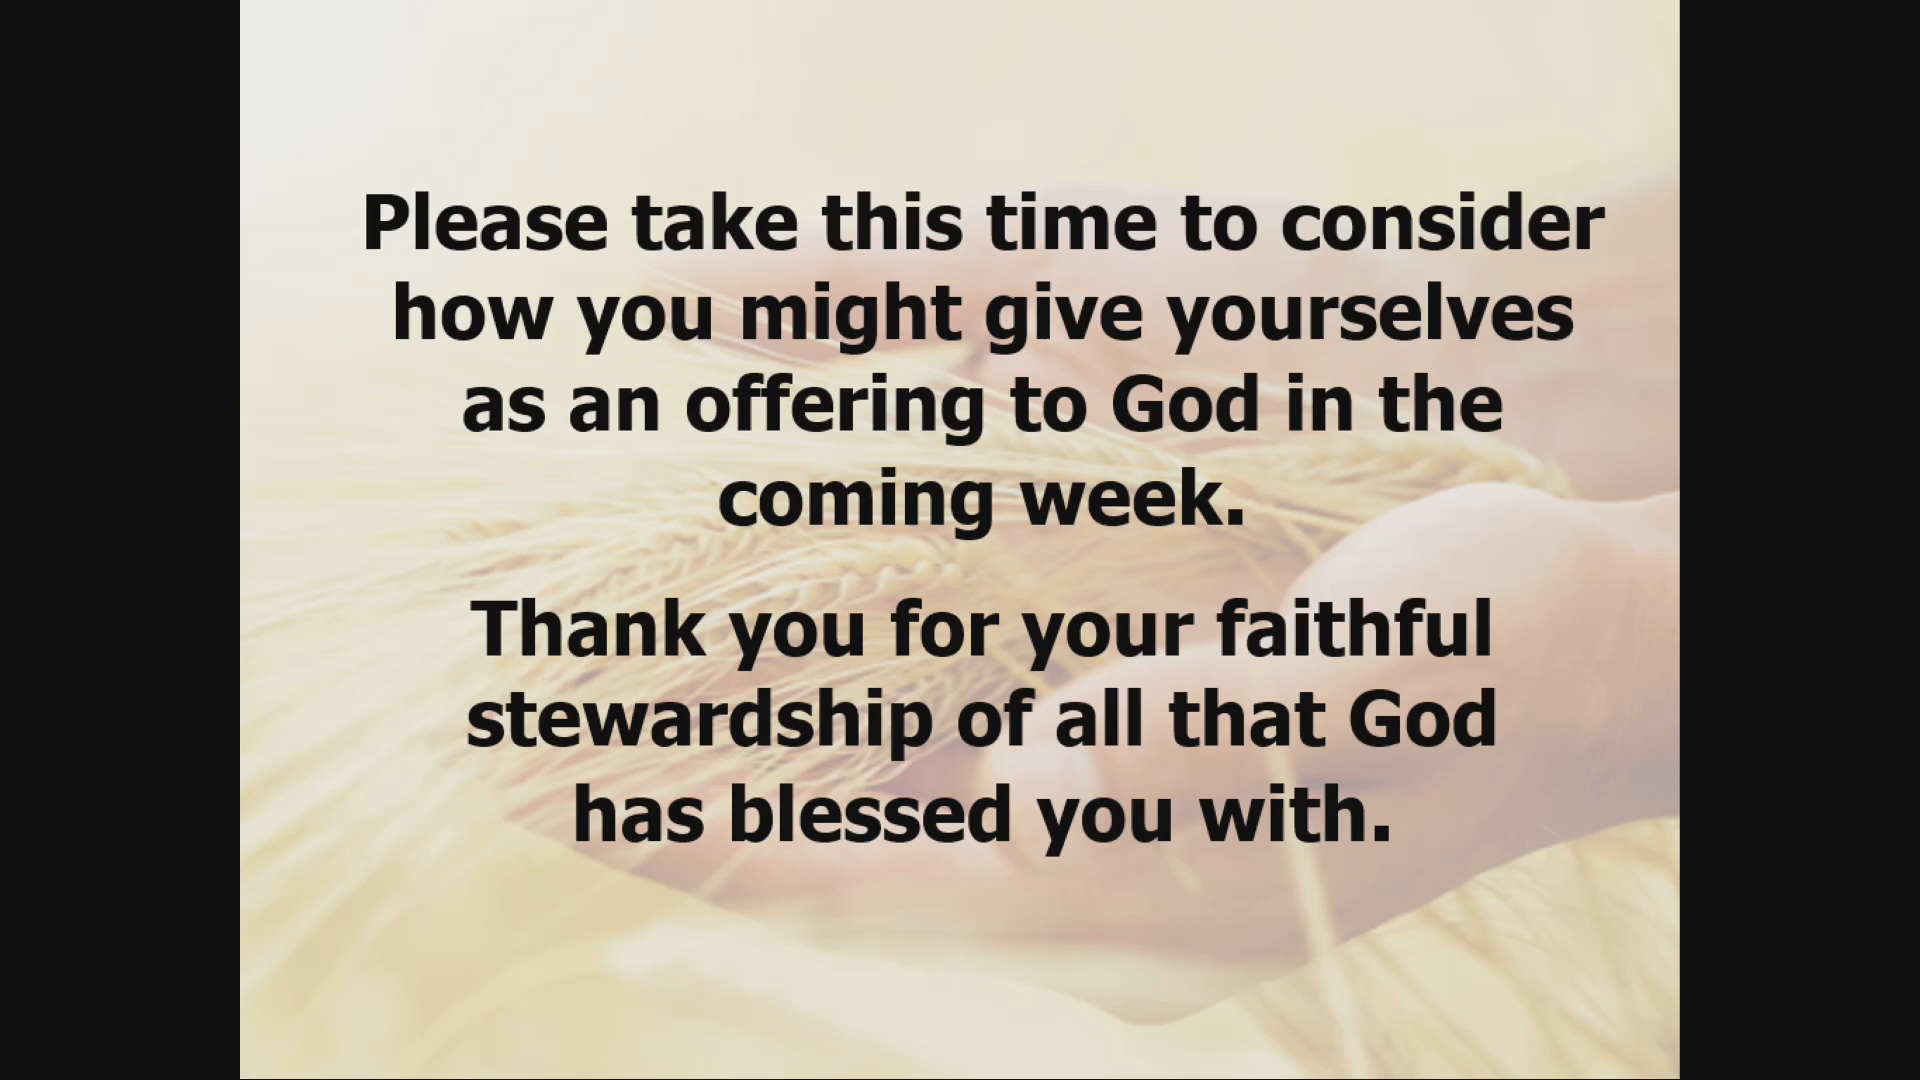 Please take this time to consider
how you might give yourselves
as an offering to God in the
coming week.
Thank you for your faithful
stewardship of all that God
has blessed you with.